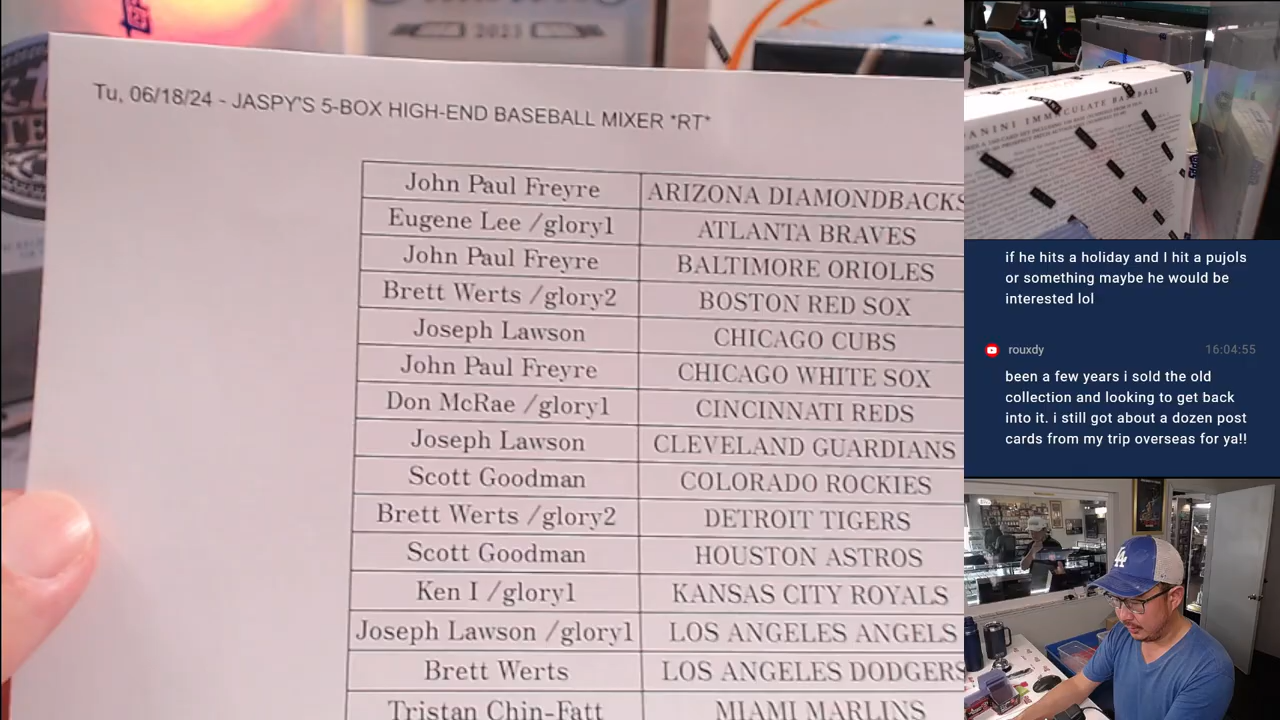 2023
Tu, 06/18/24 - JASPY'S 5-BOX HIGH-END BASEBALL MIXER *RT*
John Paul Freyre ARIZONA DIAMONDBACKS
Eugene Lee /glory1 ATLANTA BRAVES
John Paul Freyre BALTIMORE ORIOLES
Brett Werts /glory2 BOSTON RED SOX
Joseph Lawson CHICAGO CUBS
John Paul Freyre CHICAGO WHITE SOX
Don McRae /glory1 CINCINNATI REDS
Joseph Lawson CLEVELAND GUARDIANS
Scott Goodman COLORADO ROCKIES
Brett Werts /glory2 DETROIT TIGERS
Scott Goodman HOUSTON ASTROS
Ken I /glory1 KANSAS CITY ROYALS
Joseph Lawson /glory1 LOS ANGELES ANGELS
Brett Werts LOS ANGELES DODGERS
Tristan Chin-Fatt MIAMI MARLINS
PANINI IMMACULATE BASEBALL
if he hits a holiday and I hit a pujols
or something maybe he would be
interested lol
rouxdy 16:04:55
been a few years i sold the old
collection and looking to get back
into it. i still got about a dozen post
cards from my trip overseas for ya!!
LA